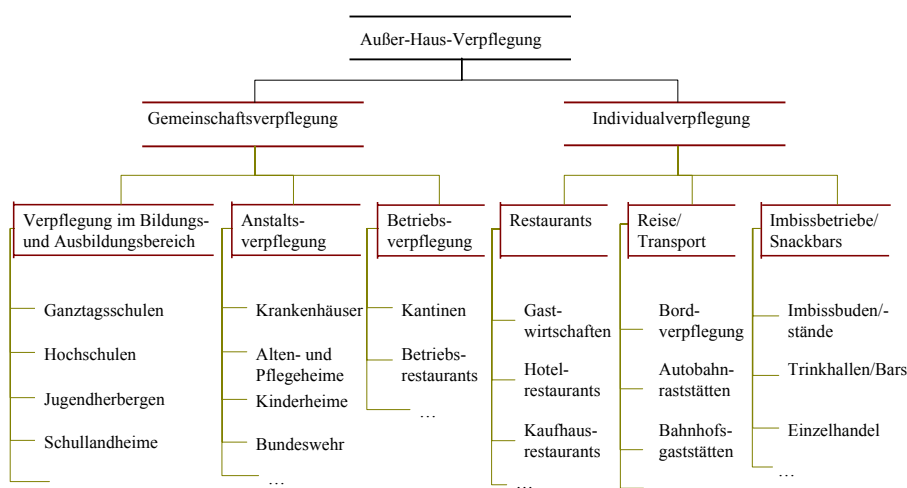 Außer-Haus-Verpflegung
Gemeinschaftsverpflegung
Individualverpflegung
Verpflegung im Bildungs-
und Ausbildungsbereich
Ganztagsschulen
Hochschulen
Jugendherbergen
Schullandheime
Anstalts-
verpflegung
Krankenhäuser
Alten- und
Pflegeheime
Kinderheime
Bundeswehr
…
Betriebs-
verpflegung
Kantinen
Betriebs-
restaurants
…
Restaurants
Gast-
wirtschaften
Hotel-
restaurants
Kaufhaus-
restaurants
…
Reise/
Transport
Bord-
verpflegung
Autobahn-
raststätten
Bahnhofs-
gaststätten
Imbissbetriebe/
Snackbars
Imbissbuden/-
stände
Trinkhallen/Bars
Einzelhandel
…